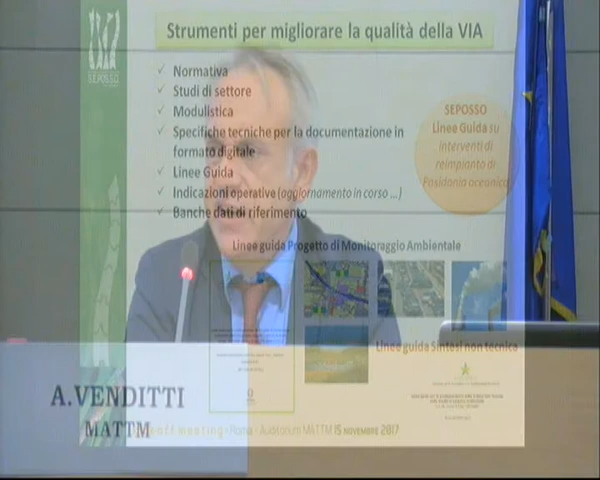 Strumenti per migliorare la qualità della VIA
SEPOSSO
Normativa
Studi di settore
Modulistica
Specifiche tecniche per la documentazione in
formato digitale
Linee Guida
Indicazioni operative (aggiornamento in corso ...)
Banche dati di riferimento
SEPOSSO
Linee Guida su
interventi di
reimpianto di
Posidonia oceanica
Linee guida Progetto di Monitoraggio Ambientale
Linee guida Sintesi non tecnica
A.VENDITTI
MATTM
meeting - Roma - Auditorium MATTM 15 NOVEMBRE 2017